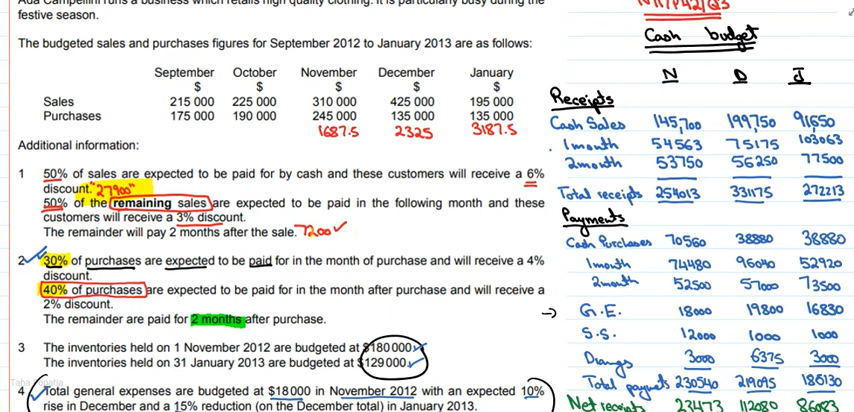 Ada Campellini runs a business which retails high quality clothing. It is particularly busy during the
festive season.
The budgeted sales and purchases figures for September 2012 to January 2013 are as follows:
September October November December January
$ $ $ $ $
Sales 215 000 225 000 310 000 425 000 195 000
Purchases 175 000 190 000 245 000 135 000 135 000
1687.5 2325 3187.5
Additional information:
1 50% of sales are expected to be paid for by cash and these customers will receive a 6%
discount. "27900"
50% of the remaining sales are expected to be paid in the following month and these
customers will receive a 3% discount.
The remainder will pay 2 months after the sale. 7200
2 30% of purchases are expected to be paid for in the month of purchase and will receive a 4%
discount.
40% of purchases are expected to be paid for in the month after purchase and will receive a
2% discount.
The remainder are paid for 2 months after purchase.
3 The inventories held on 1 November 2012 are budgeted at $180 000.
The inventories held on 31 January 2013 are budgeted at $129 000.
4 Total general expenses are budgeted at $18 000 in November 2012 with an expected 10%
rise in December and a 15% reduction (on the December total) in January 2013.
Cash budget
N D J
Receipts
Cash Sales 145,700 199,750 91,650
1month 54563 75175 103063
2month 53750 56250 77500
Total receipts 254013 331175 272213
Payments
Cash Purchases 70560 38880 38880
1month 74480 96040 52920
2month 52500 57000 73500
G.E. 18000 19800 16830
S.S. 12000 1000 1000
Drawings 3000 6375 3000
Total payments 230540 219095 186130
Net receipts 23473 112080 86083